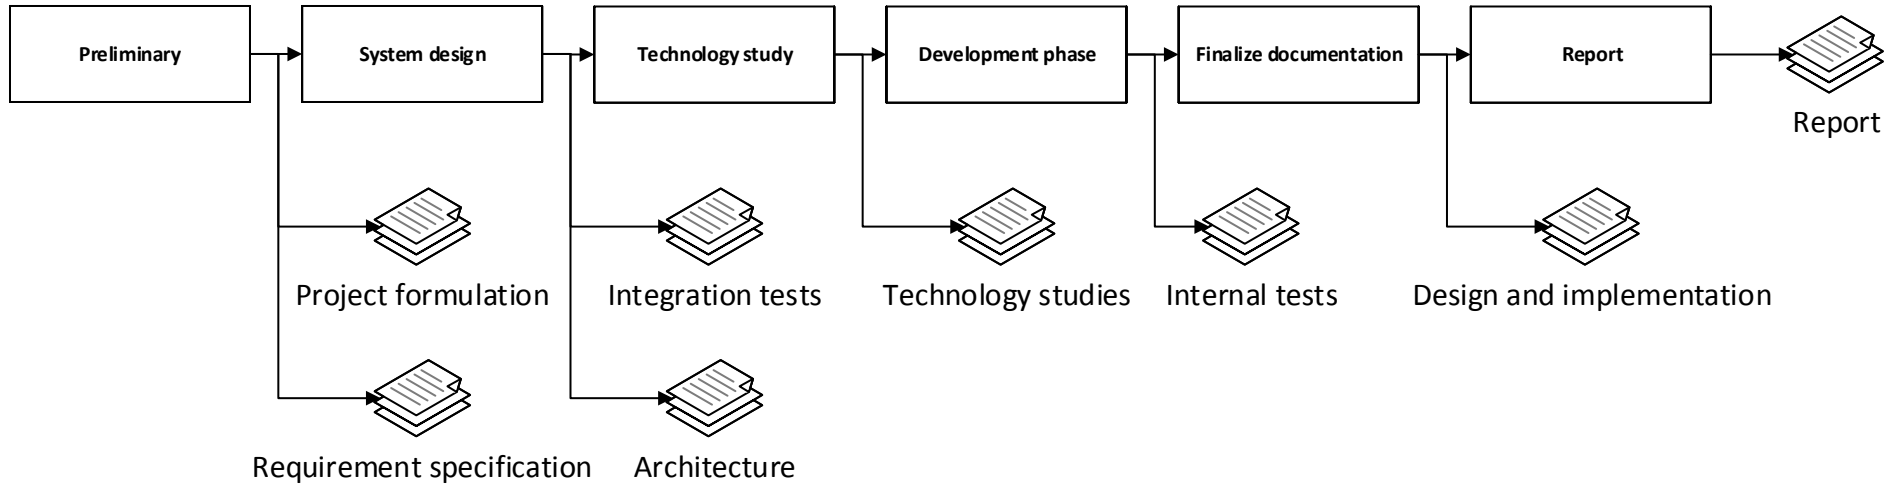 Preliminary
System design
Technology study
Development phase
Finalize documentation
Report
Report
Project formulation
Integration tests
Technology studies
Internal tests
Design and implementation
Requirement specification
Architecture